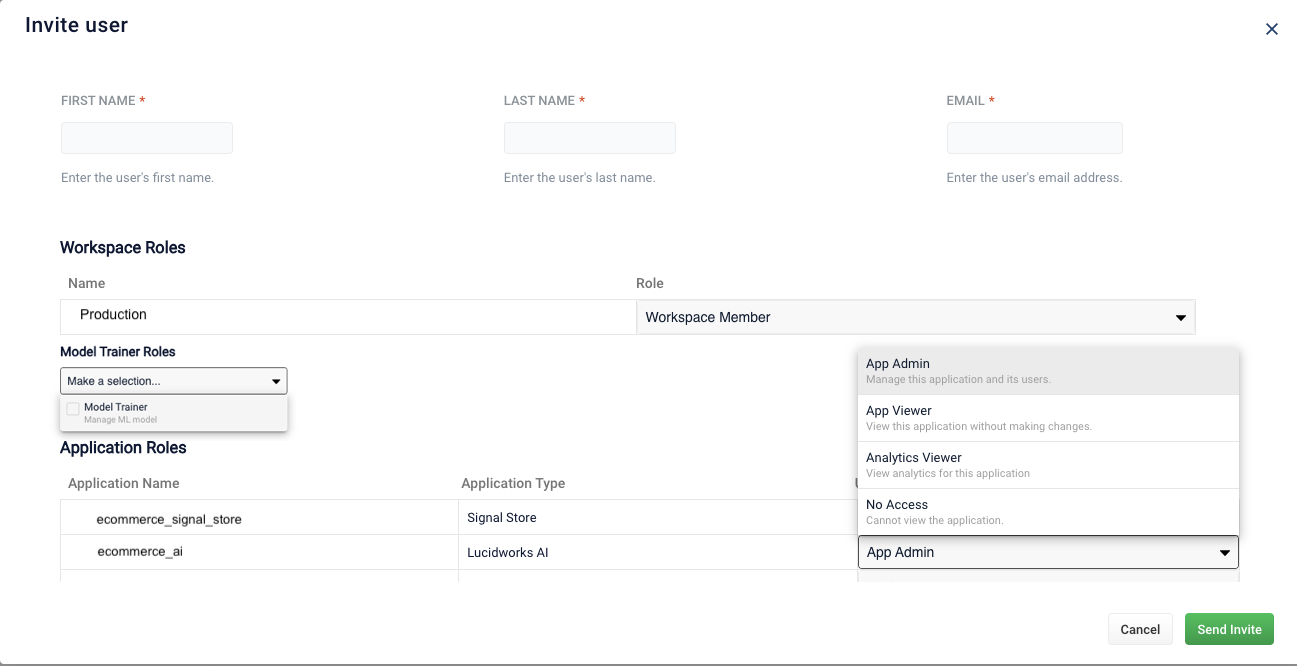 Invite user
FIRST NAME *
LAST NAME *
EMAIL *
Enter the user's first name.
Enter the user's last name.
Enter the user's email address.
Workspace Roles
Name
Role
Production
Workspace Member
Model Trainer Roles
Make a selection...
Model Trainer
Manage ML model
App Admin
Manage this application and its users.
App Viewer
View this application without making changes.
Analytics Viewer
View analytics for this application
No Access
Cannot view the application.
Application Roles
Application Name
Application Type
ecommerce_signal_store
Signal Store
ecommerce_ai
Lucidworks AI
App Admin
Cancel
Send Invite